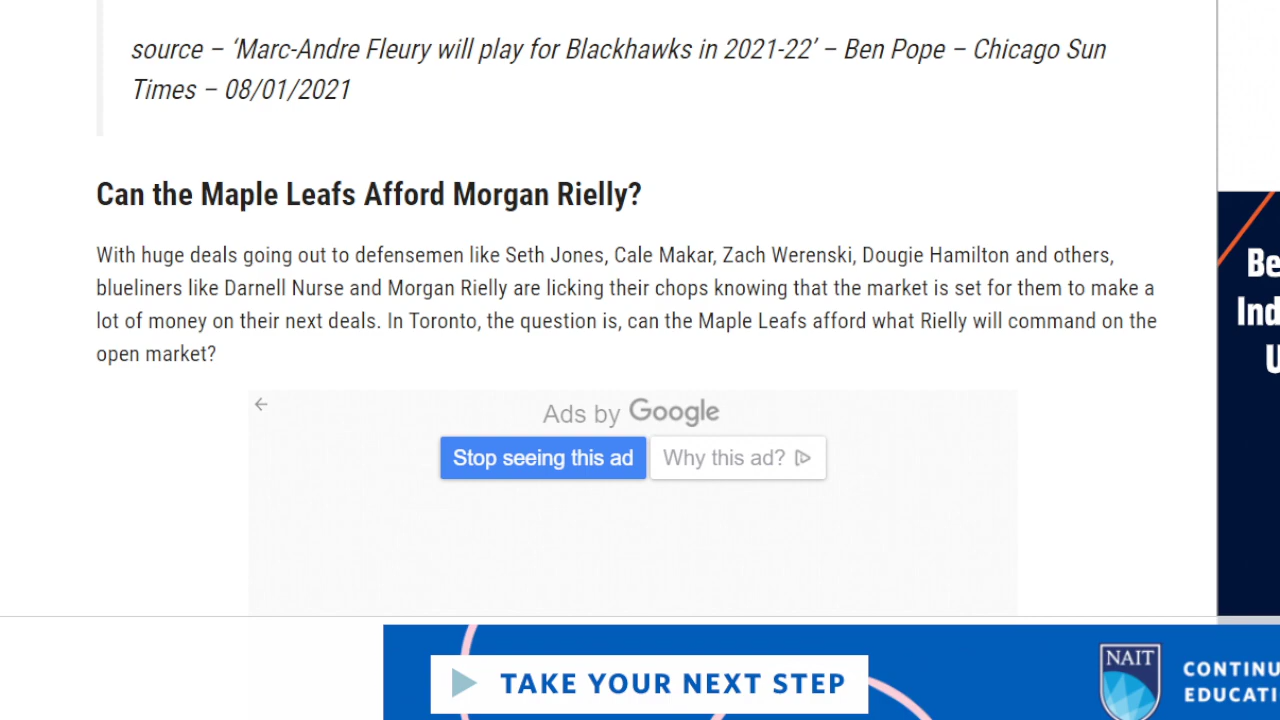 source – ‘Marc-Andre Fleury will play for Blackhawks in 2021-22’ – Ben Pope – Chicago Sun
Times – 08/01/2021
Can the Maple Leafs Afford Morgan Rielly?
With huge deals going out to defensemen like Seth Jones, Cale Makar, Zach Werenski, Dougie Hamilton and others,
blueliners like Darnell Nurse and Morgan Rielly are licking their chops knowing that the market is set for them to make a
lot of money on their next deals. In Toronto, the question is, can the Maple Leafs afford what Rielly will command on the
open market?
Ads by Google
Stop seeing this ad
Why this ad?
Be
Ind
TAKE YOUR NEXT STEP
NAIT
CONTINU
EDUCATI